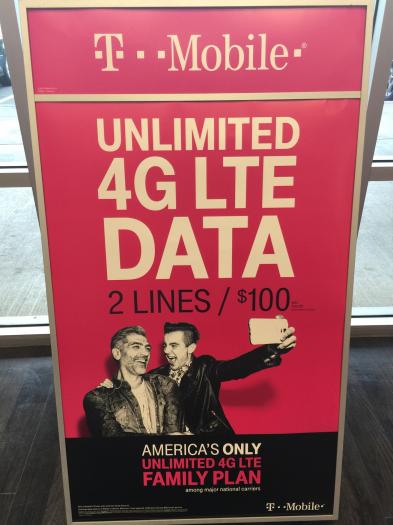 T··Mobile·
UNLIMITED
4G LTE
DATA
2 LINES / $100
AMERICA'S ONLY
UNLIMITED 4G LTE
FAMILY PLAN
among major national carriers
T··Mobile·